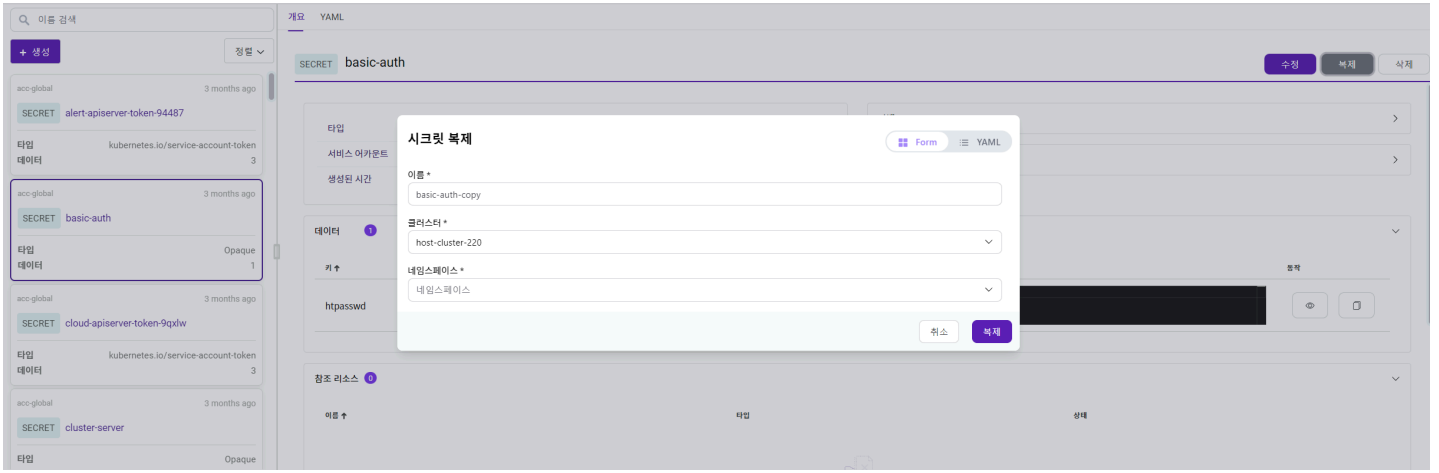 이름 검색
+ 생성
정렬
acc-global 3 months ago
SECRET alert-apiserver-token-94487
타입 kubernetes.io/service-account-token
데이터 3
acc-global 3 months ago
SECRET basic-auth
타입 Opaque
데이터 1
acc-global 3 months ago
SECRET cloud-apiserver-token-9qxlw
타입 kubernetes.io/service-account-token
데이터 3
acc-global 3 months ago
SECRET cluster-server
타입 Opaque
개요 YAML
SECRET basic-auth
수정 복제 삭제
타입
서비스 어카운트
생성된 시간
시크릿 복제
Form YAML
이름 *
basic-auth-copy
클러스터 *
host-cluster-220
네임스페이스 *
네임스페이스
취소 복제
데이터 1
키 동작
htpasswd
참조 리소스 0
이름 타입 상태